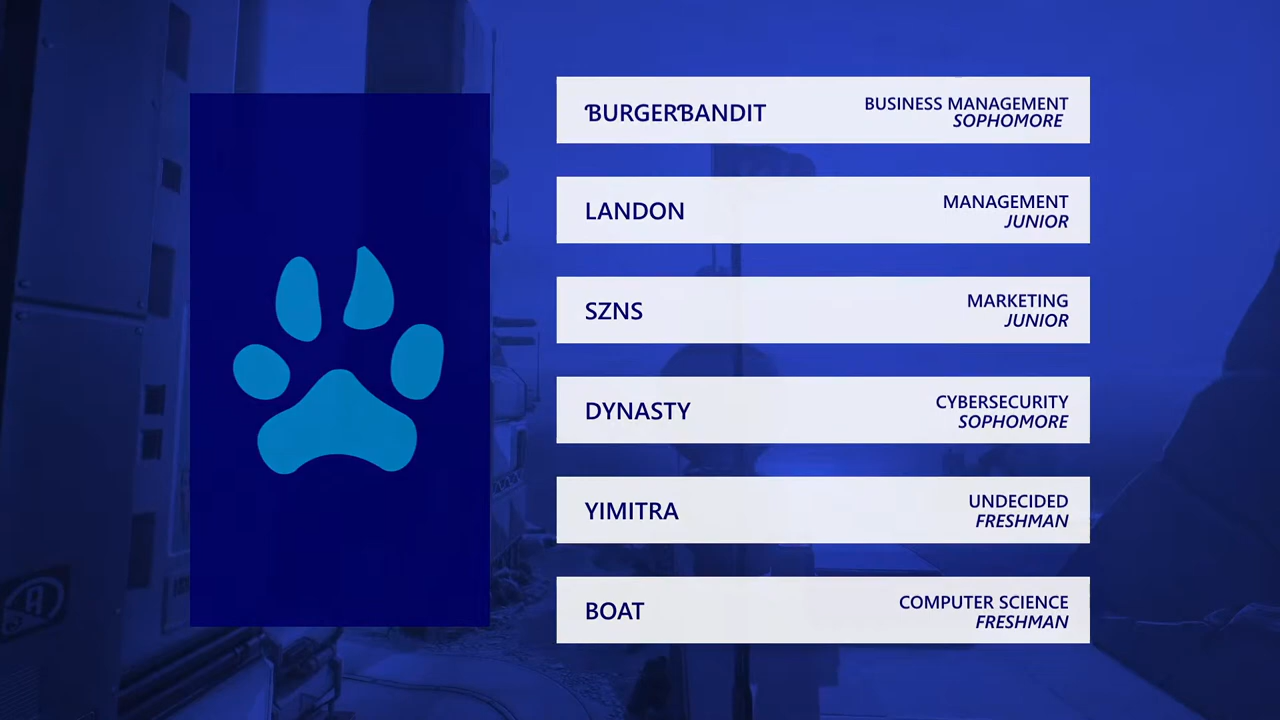 BURGERBANDIT
BUSINESS MANAGEMENT
SOPHOMORE
LANDON
MANAGEMENT
JUNIOR
SZNS
MARKETING
JUNIOR
DYNASTY
CYBERSECURITY
SOPHOMORE
YIMITRA
UNDECIDED
FRESHMAN
BOAT
COMPUTER SCIENCE
FRESHMAN